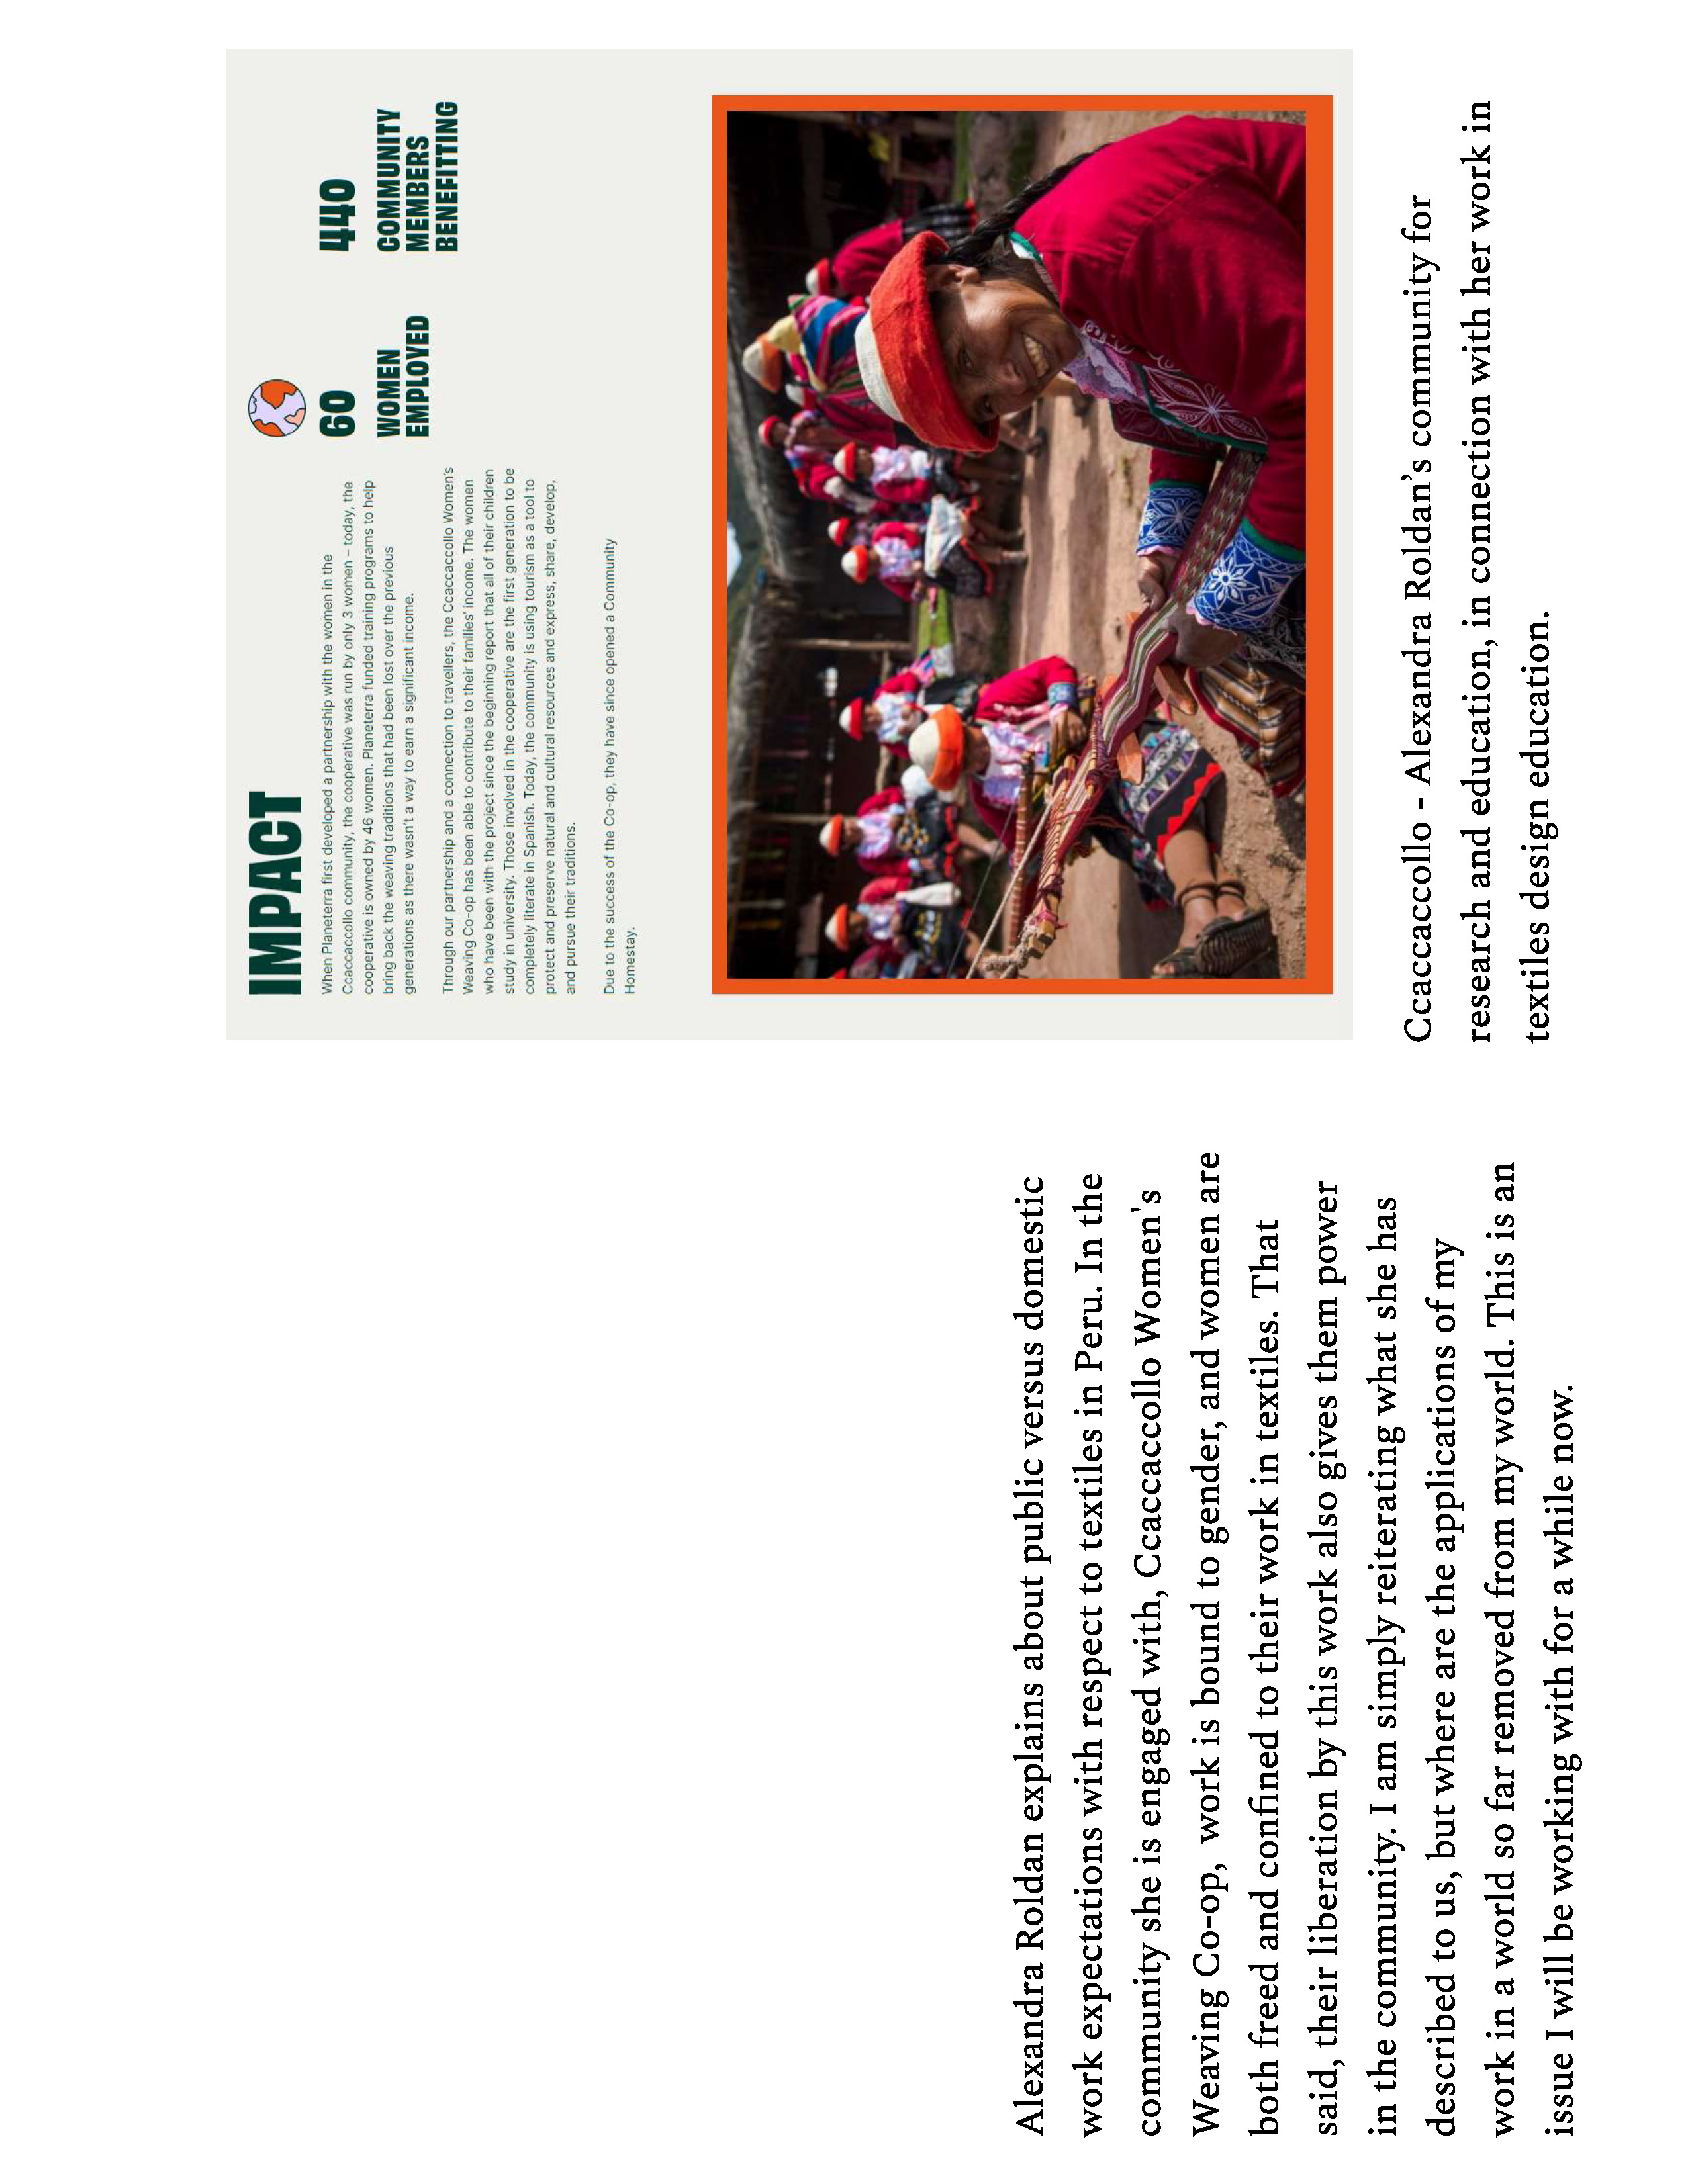 Alexandra Roldan explains about public versus domestic
work expectations with respect to textiles in Peru. In the
community she is engaged with, Ccaccaccollo Women's
Weaving Co-op,  work is bound to gender, and women are
both freed and confined to their work in textiles. That
said, their liberation by this work also gives them power
in the community. I am simply reiterating what she has
described to us, but where are the applications of my
work in a world so far removed from my world. This is an
issue I will be working with for a while now.
IMPACT
When Planeterra first developed a partnership with the women in the
Ccaccaccollo community, the cooperative was run by only 3 women – today, the
cooperative is owned by 46 women. Planeterra funded training programs to help
bring back the weaving traditions that had been lost over the previous
generations as there wasn't a way to earn a significant income.
Through our partnership and a connection to travellers, the Ccaccaccollo Women's
Weaving Co-op has been able to contribute to their families' income. The women
who have been with the project since the beginning report that all of their children
study in university. Those involved in the cooperative are the first generation to be
completely literate in Spanish. Today, the community is using tourism as a tool to
protect and preserve natural and cultural resources and express, share, develop,
and pursue their traditions.
Due to the success of the Co-op, they have since opened a Community
Homestay.
60
WOMEN
EMPLOYED
440
COMMUNITY
MEMBERS
BENEFITTING
Ccaccaccollo - Alexandra Roldan’s community for
research and education, in connection with her work in
textiles design education.